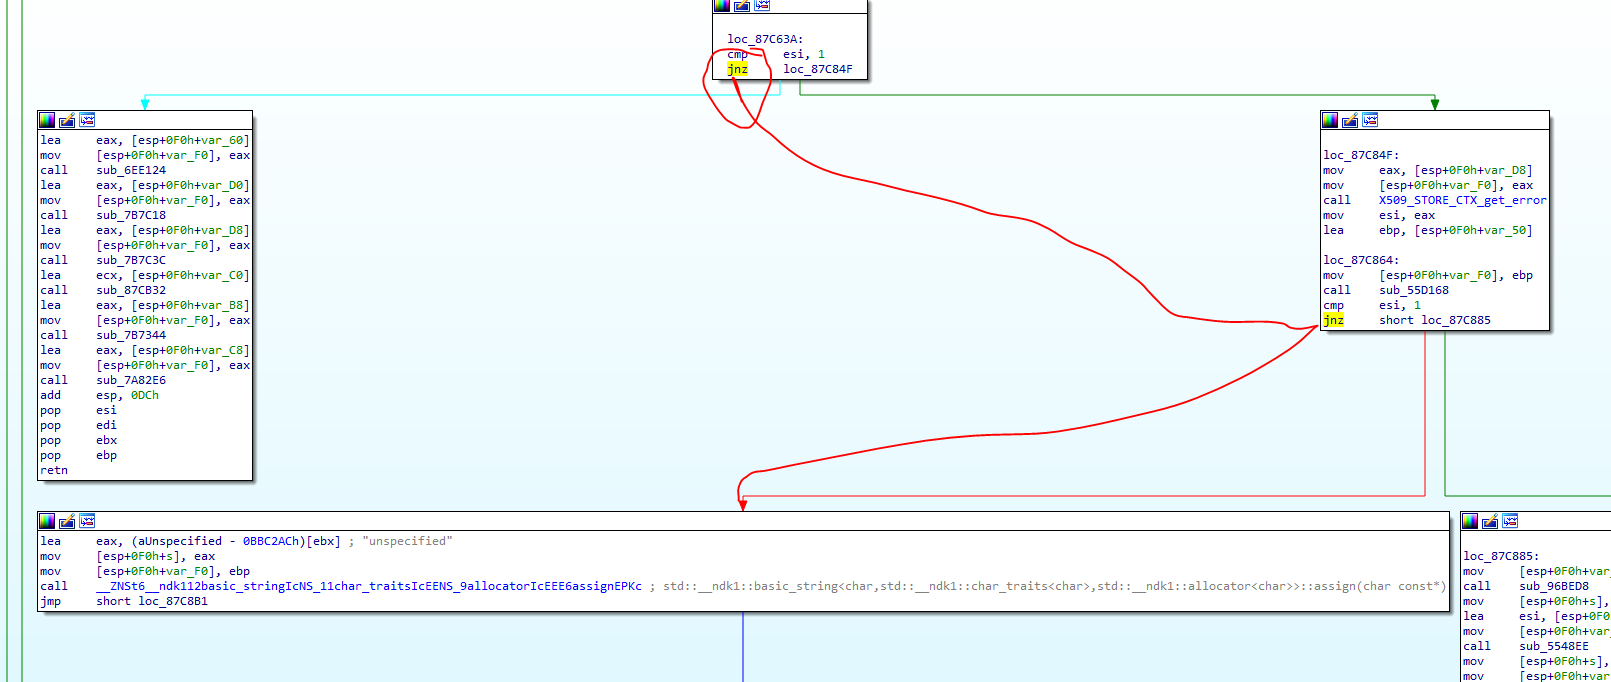 loc_87C63A:
cmp esi, 1
jnz loc_87C84F
lea eax, [esp+0F0h+var_60]
mov [esp+0F0h+var_F0], eax
call sub_6EE124
lea eax, [esp+0F0h+var_D0]
mov [esp+0F0h+var_F0], eax
call sub_7B7C18
lea eax, [esp+0F0h+var_D8]
mov [esp+0F0h+var_F0], eax
call sub_7B7C3C
lea ecx, [esp+0F0h+var_C0]
call sub_87CB32
lea eax, [esp+0F0h+var_B8]
mov [esp+0F0h+var_F0], eax
call sub_7B7344
lea eax, [esp+0F0h+var_C8]
mov [esp+0F0h+var_F0], eax
call sub_7A82E6
add esp, 0DCh
pop esi
pop edi
pop ebx
pop ebp
retn
loc_87C84F:
mov eax, [esp+0F0h+var_D8]
mov [esp+0F0h+var_F0], eax
call X509_STORE_CTX_get_error
mov esi, eax
lea ebp, [esp+0F0h+var_50]
loc_87C864:
mov [esp+0F0h+var_F0], ebp
call sub_55D168
cmp esi, 1
jnz short loc_87C885
lea eax, (aUnspecified - 0BBC2ACh)[ebx] ; "unspecified"
mov [esp+0F0h+s], eax
mov [esp+0F0h+var_F0], ebp
call __ZNSt6__ndk112basic_stringIcNS_11char_traitsIcEENS_9allocatorIcEEE6assignEPKc ; std::__ndk1::basic_string<char,std::__ndk1::char_traits<char>,std::__ndk1::allocator<char>>::assign(char const*)
jmp short loc_87C8B1
loc_87C885:
mov [esp+0F0h+var_
call sub_96BED8
mov [esp+0F0h+s],
lea esi, [esp+0F0
mov [esp+0F0h+var
call sub_5548EE
mov [esp+0F0h+s],
mov [esp+0F0h+var